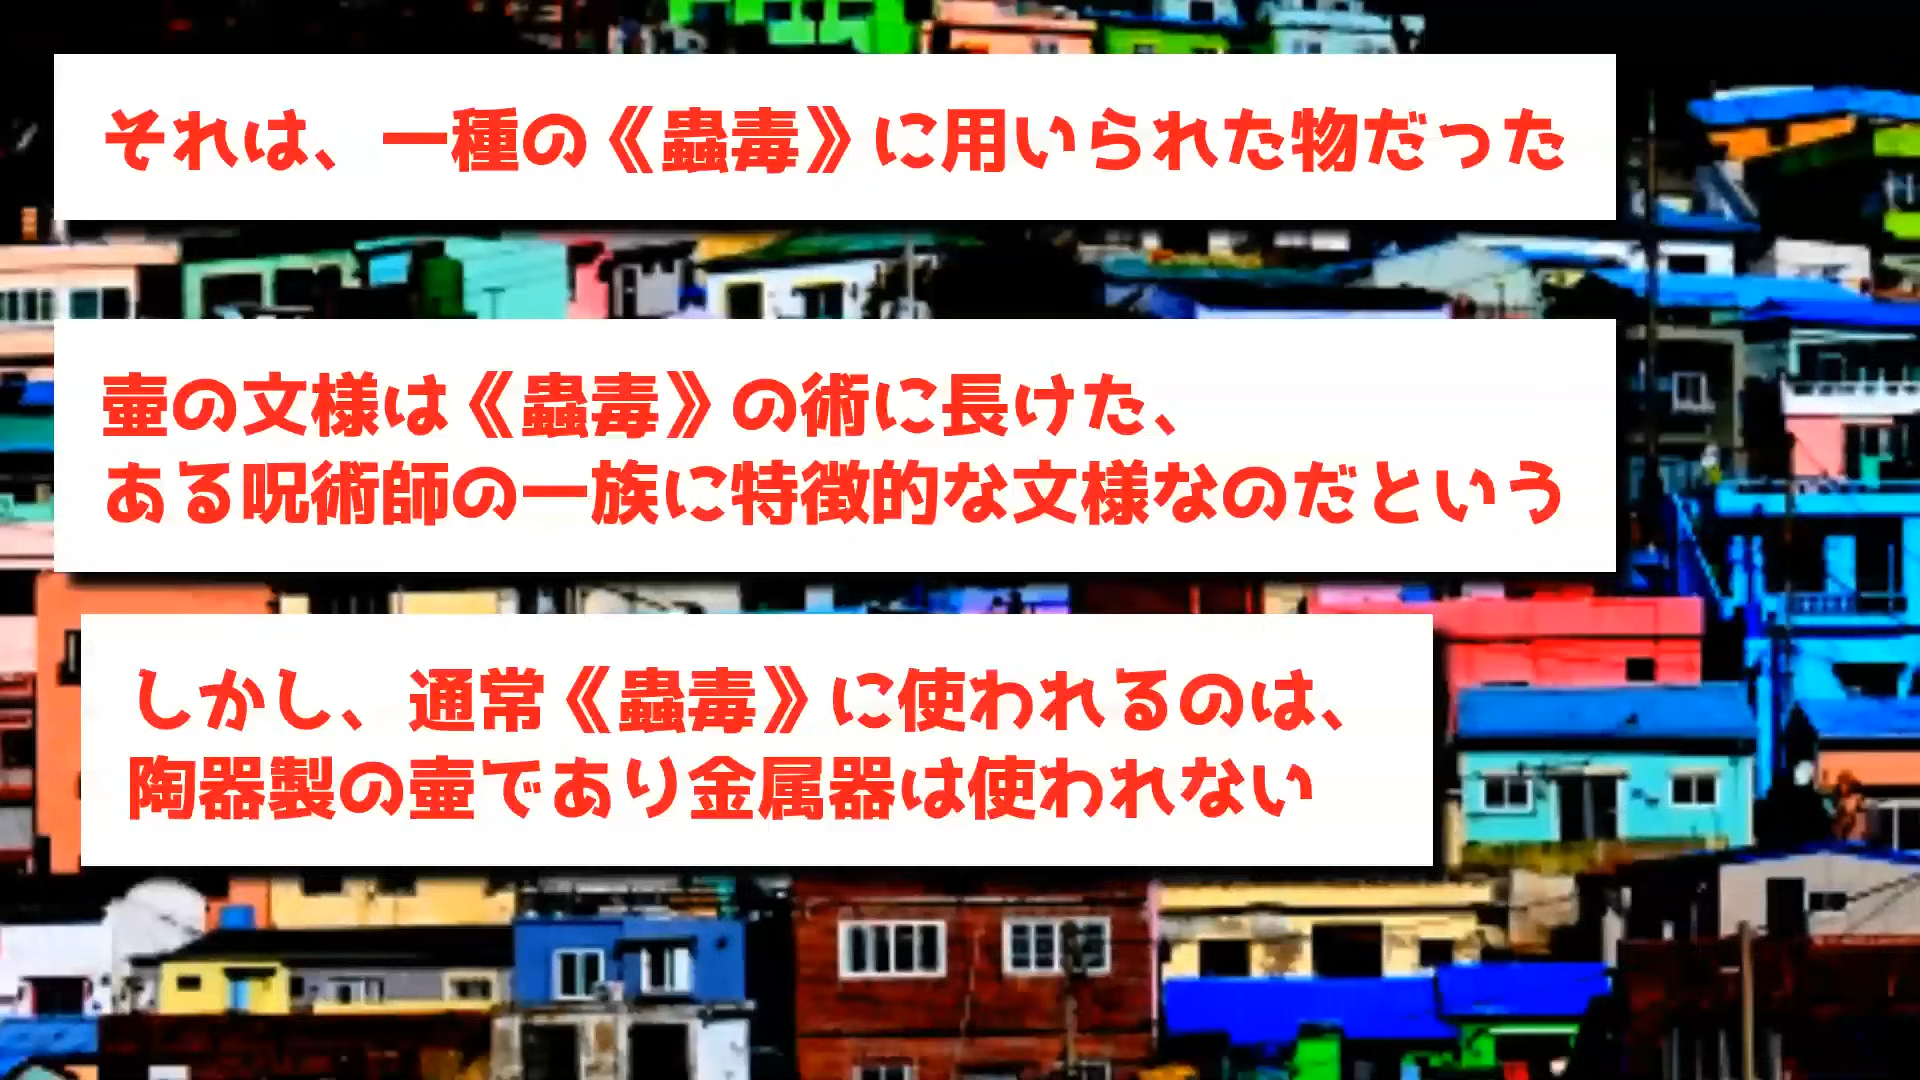 それは、一種の《蟲毒》に用いられた物だった
壷の文様は《蟲毒》の術に長けた、
ある呪術師の一族に特徴的な文様なのだという
しかし、通常《蟲毒》に使われるのは、
陶器製の壷であり金属器は使われない